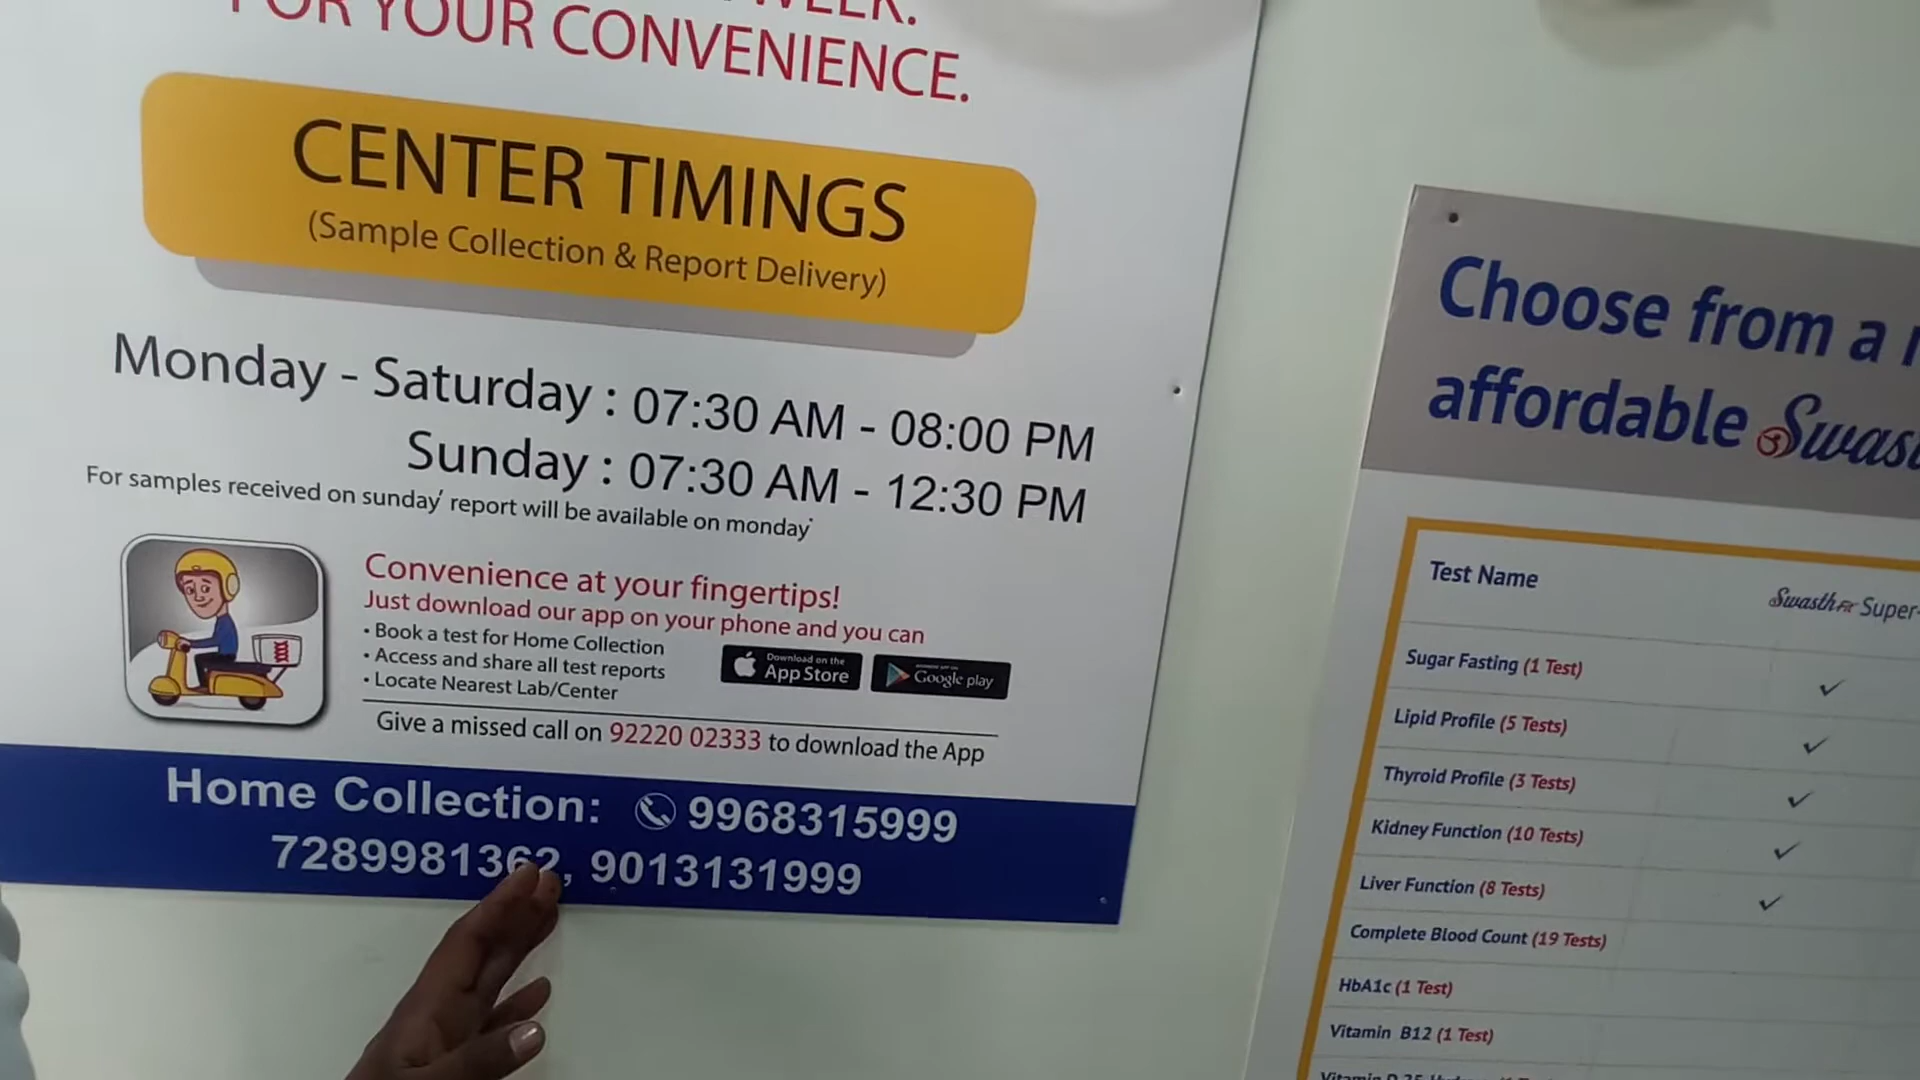 FOR YOUR CONVENIENCE.
CENTER TIMINGS
(Sample Collection & Report Delivery)
Monday - Saturday : 07:30 AM - 08:00 PM
Sunday : 07:30 AM - 12:30 PM
For samples received on sunday' report will be available on monday'
Convenience at your fingertips!
Just download our app on your phone and you can
• Book a test for Home Collection
• Access and share all test reports
• Locate Nearest Lab/Center
Download on the
App Store
Google play
Give a missed call on 92220 02333 to download the App
Home Collection: 9968315999
7289981362, 9013131999
Choose from a
affordable Swast
Test Name
SwasthFit Super-
Sugar Fasting (1 Test)
Lipid Profile (5 Tests)
Thyroid Profile (3 Tests)
Kidney Function (10 Tests)
Liver Function (8 Tests)
Complete Blood Count (19 Tests)
HbA1c (1 Test)
Vitamin B12 (1 Test)